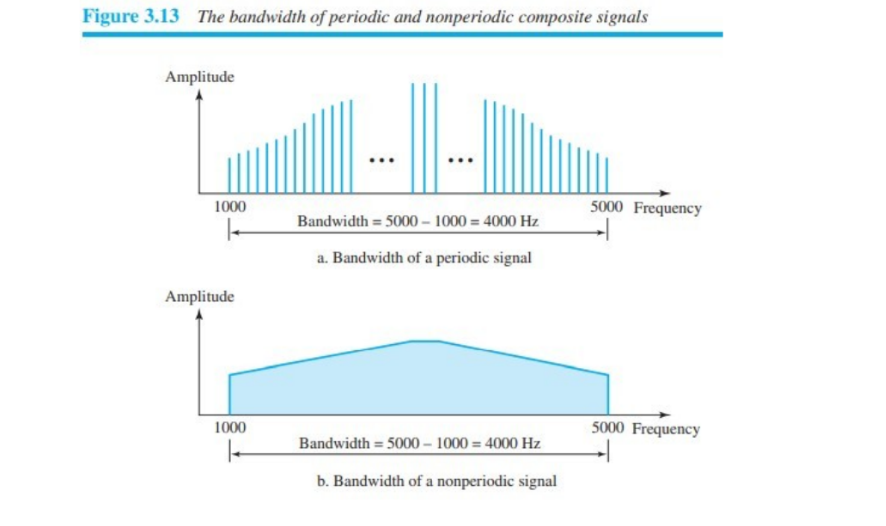 Figure 3.13 The bandwidth of periodic and nonperiodic composite signals
Amplitude
... ...
1000 5000 Frequency
Bandwidth = 5000 – 1000 = 4000 Hz
a. Bandwidth of a periodic signal
Amplitude
1000 5000 Frequency
Bandwidth = 5000 – 1000 = 4000 Hz
b. Bandwidth of a nonperiodic signal